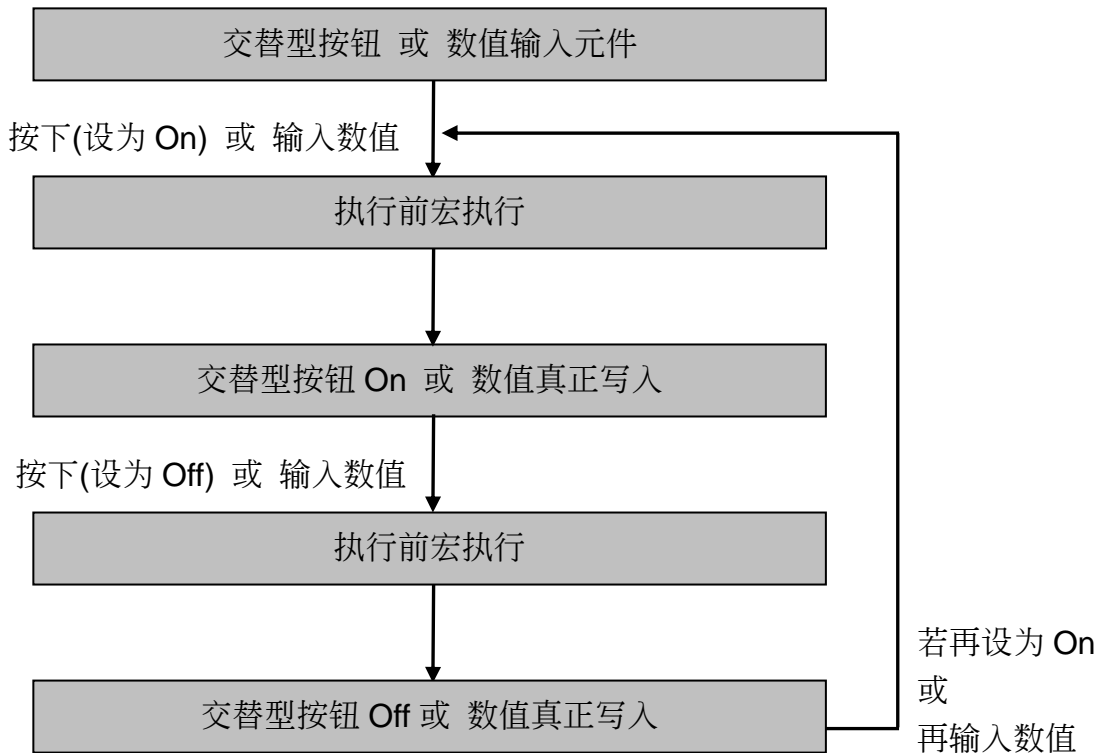 交替型按钮 或 数值输入元件
按下(设为 On) 或 输入数值
执行前宏执行
交替型按钮 On 或 数值真正写入
按下(设为 Off) 或 输入数值
执行前宏执行
交替型按钮 Off 或 数值真正写入
若再设为 On
或
再输入数值